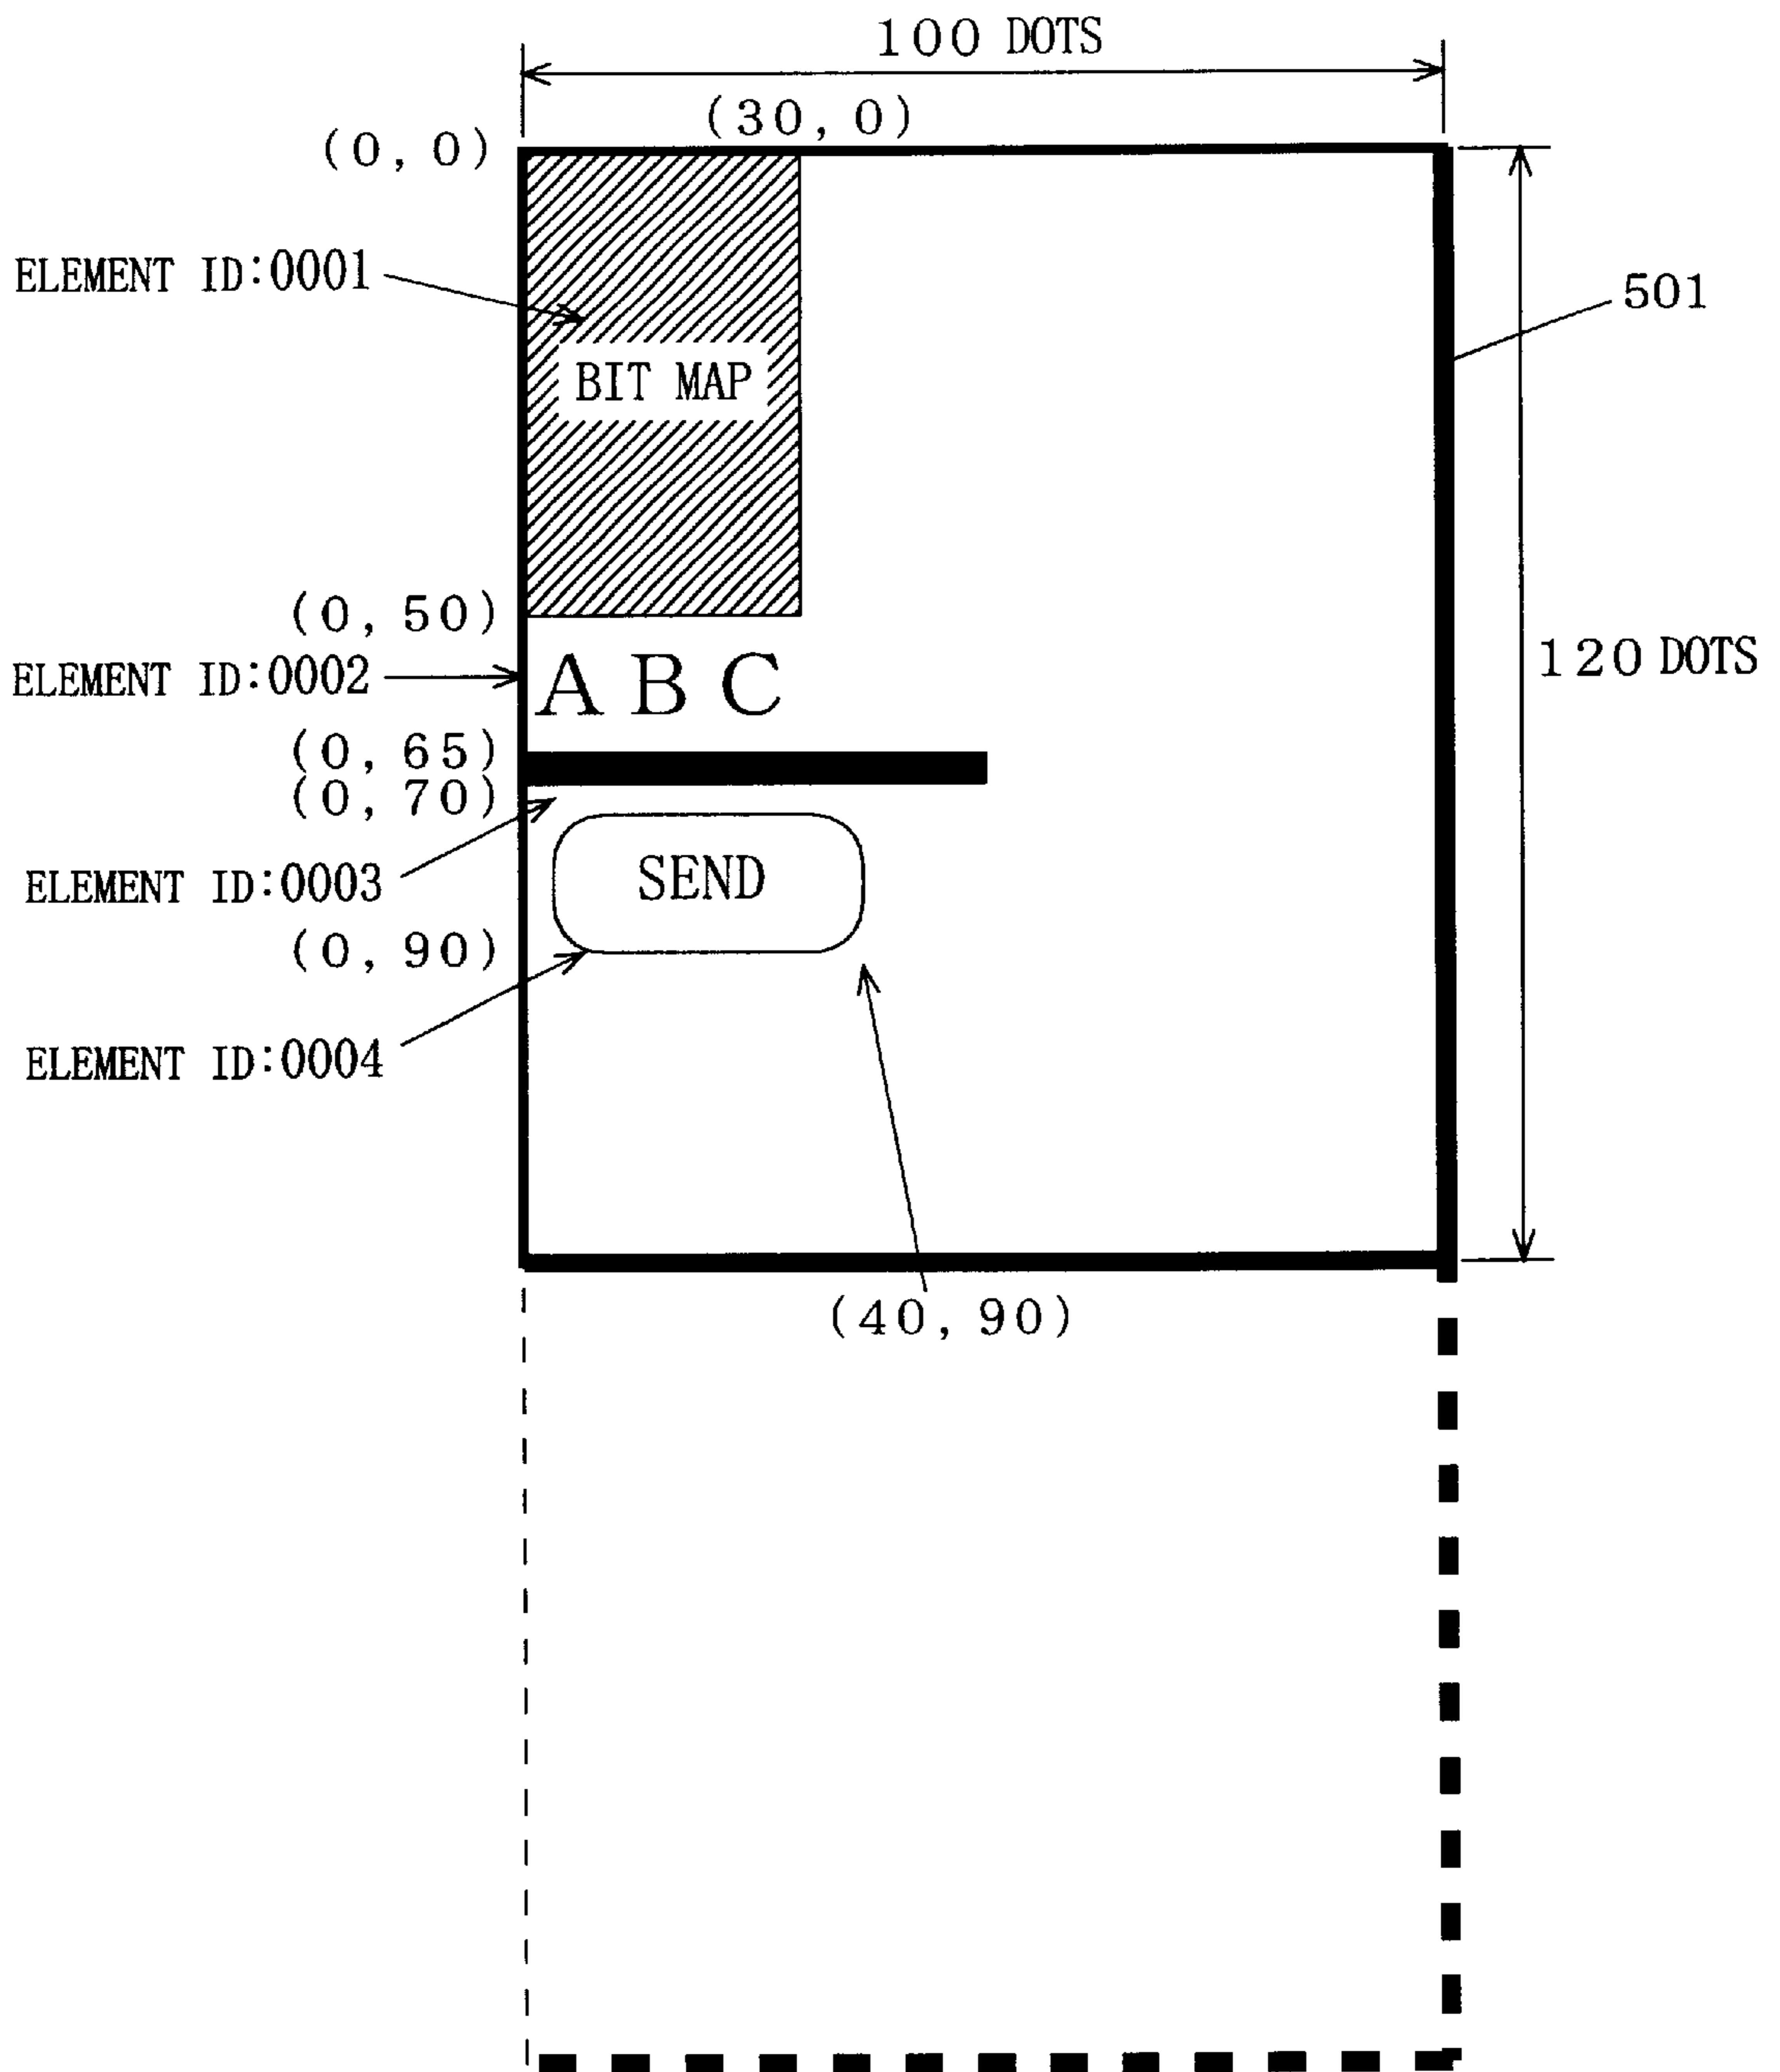 100 DOTS
(30,0)
(0,0)
ELEMENT ID:0001
501
BIT MAP
(0,50)
ELEMENT ID:0002
ABC
120 DOTS
(0,65)
(0,70)
ELEMENT ID:0003
SEND
(0,90)
ELEMENT ID:0004
(40,90)